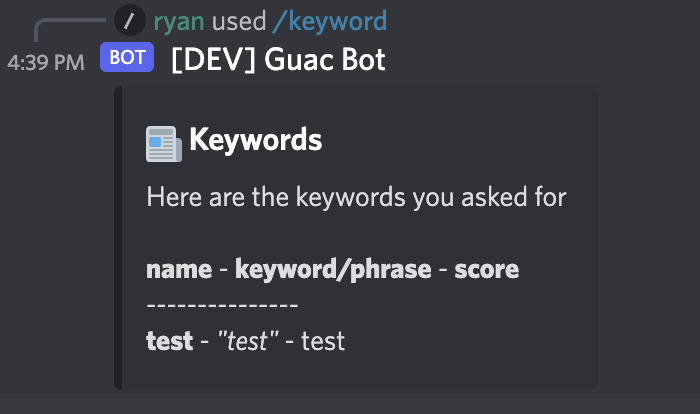 / ryan used /keyword
4:39 PM BOT [DEV] Guac Bot
Keywords
Here are the keywords you asked for
name - keyword/phrase - score
---------------
test - "test" - test